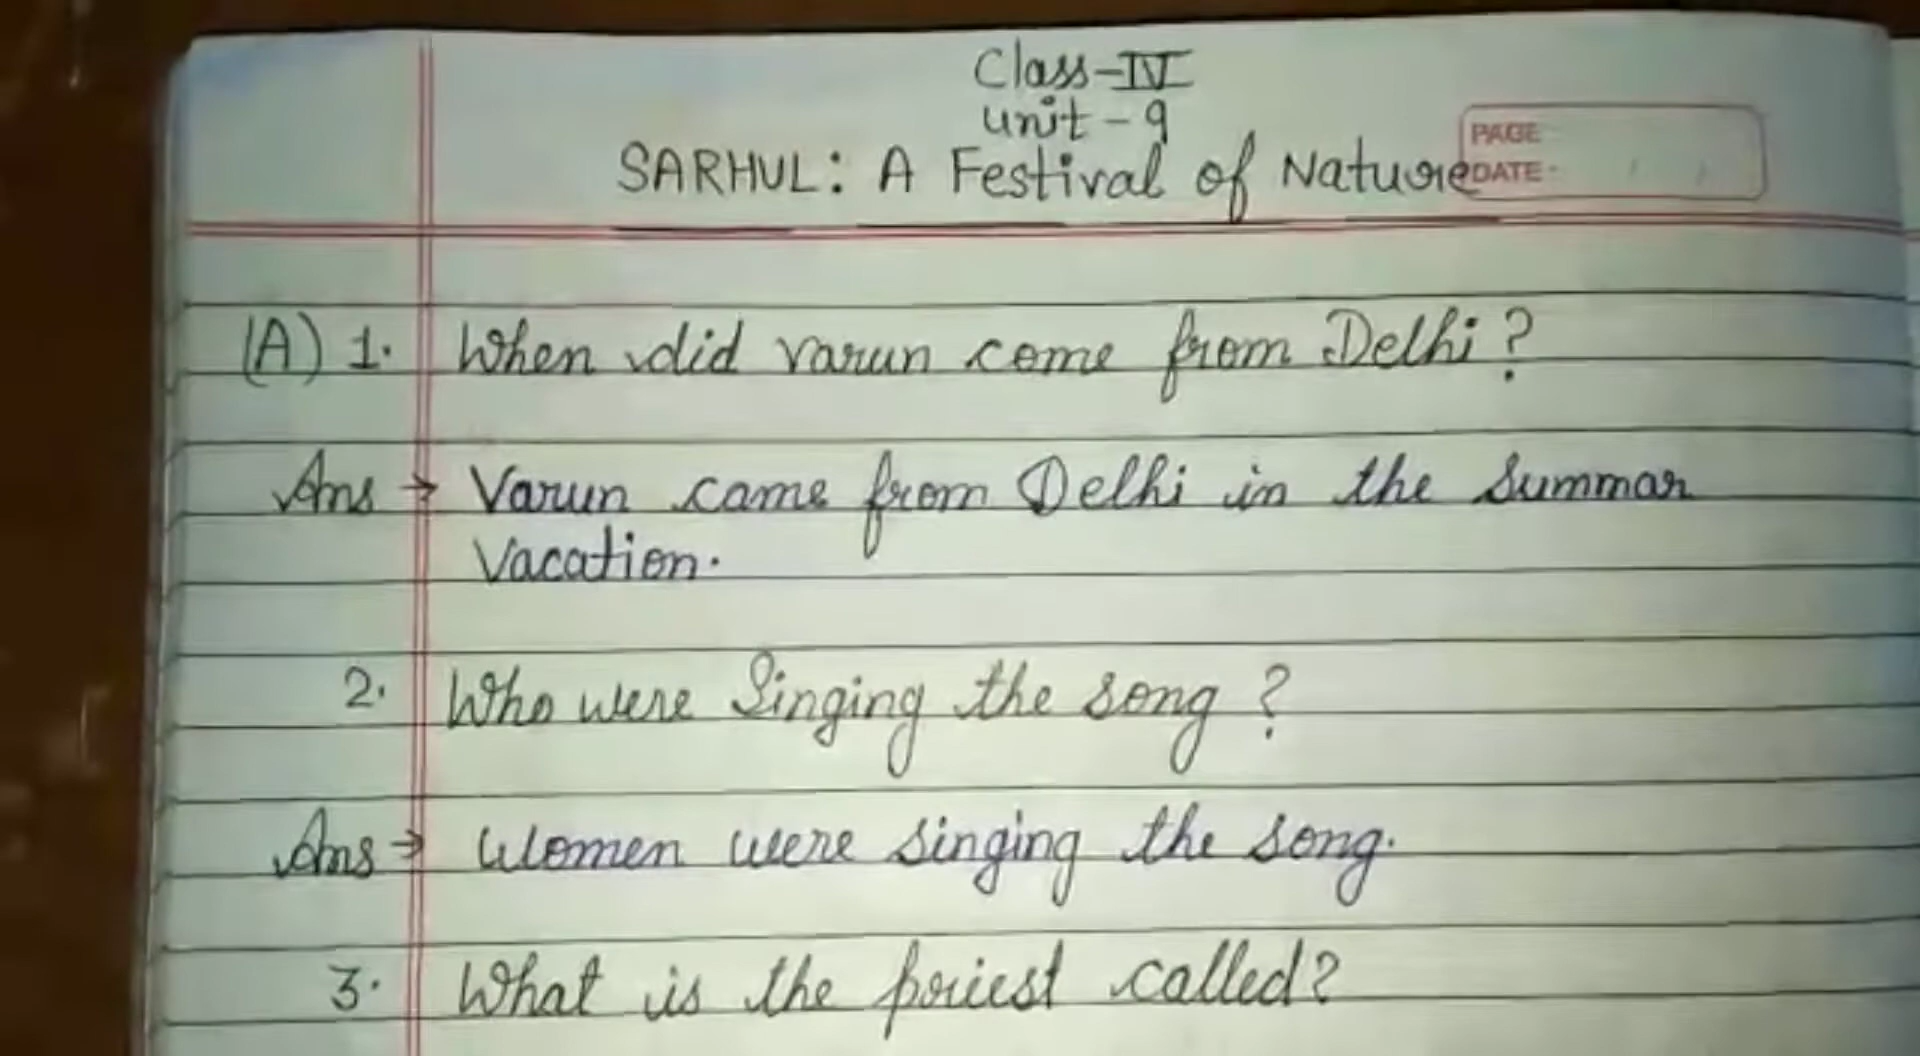 Class-IV
unit-9
PAGE
SARHUL: A Festival of Nature
DATE
(A) 1. When did varun come from Delhi?
Ans → Varun came from Delhi in the Summar
Vacation.
2. Who were Singing the song?
Ans → Women were singing the song.
3. What is the priest called?